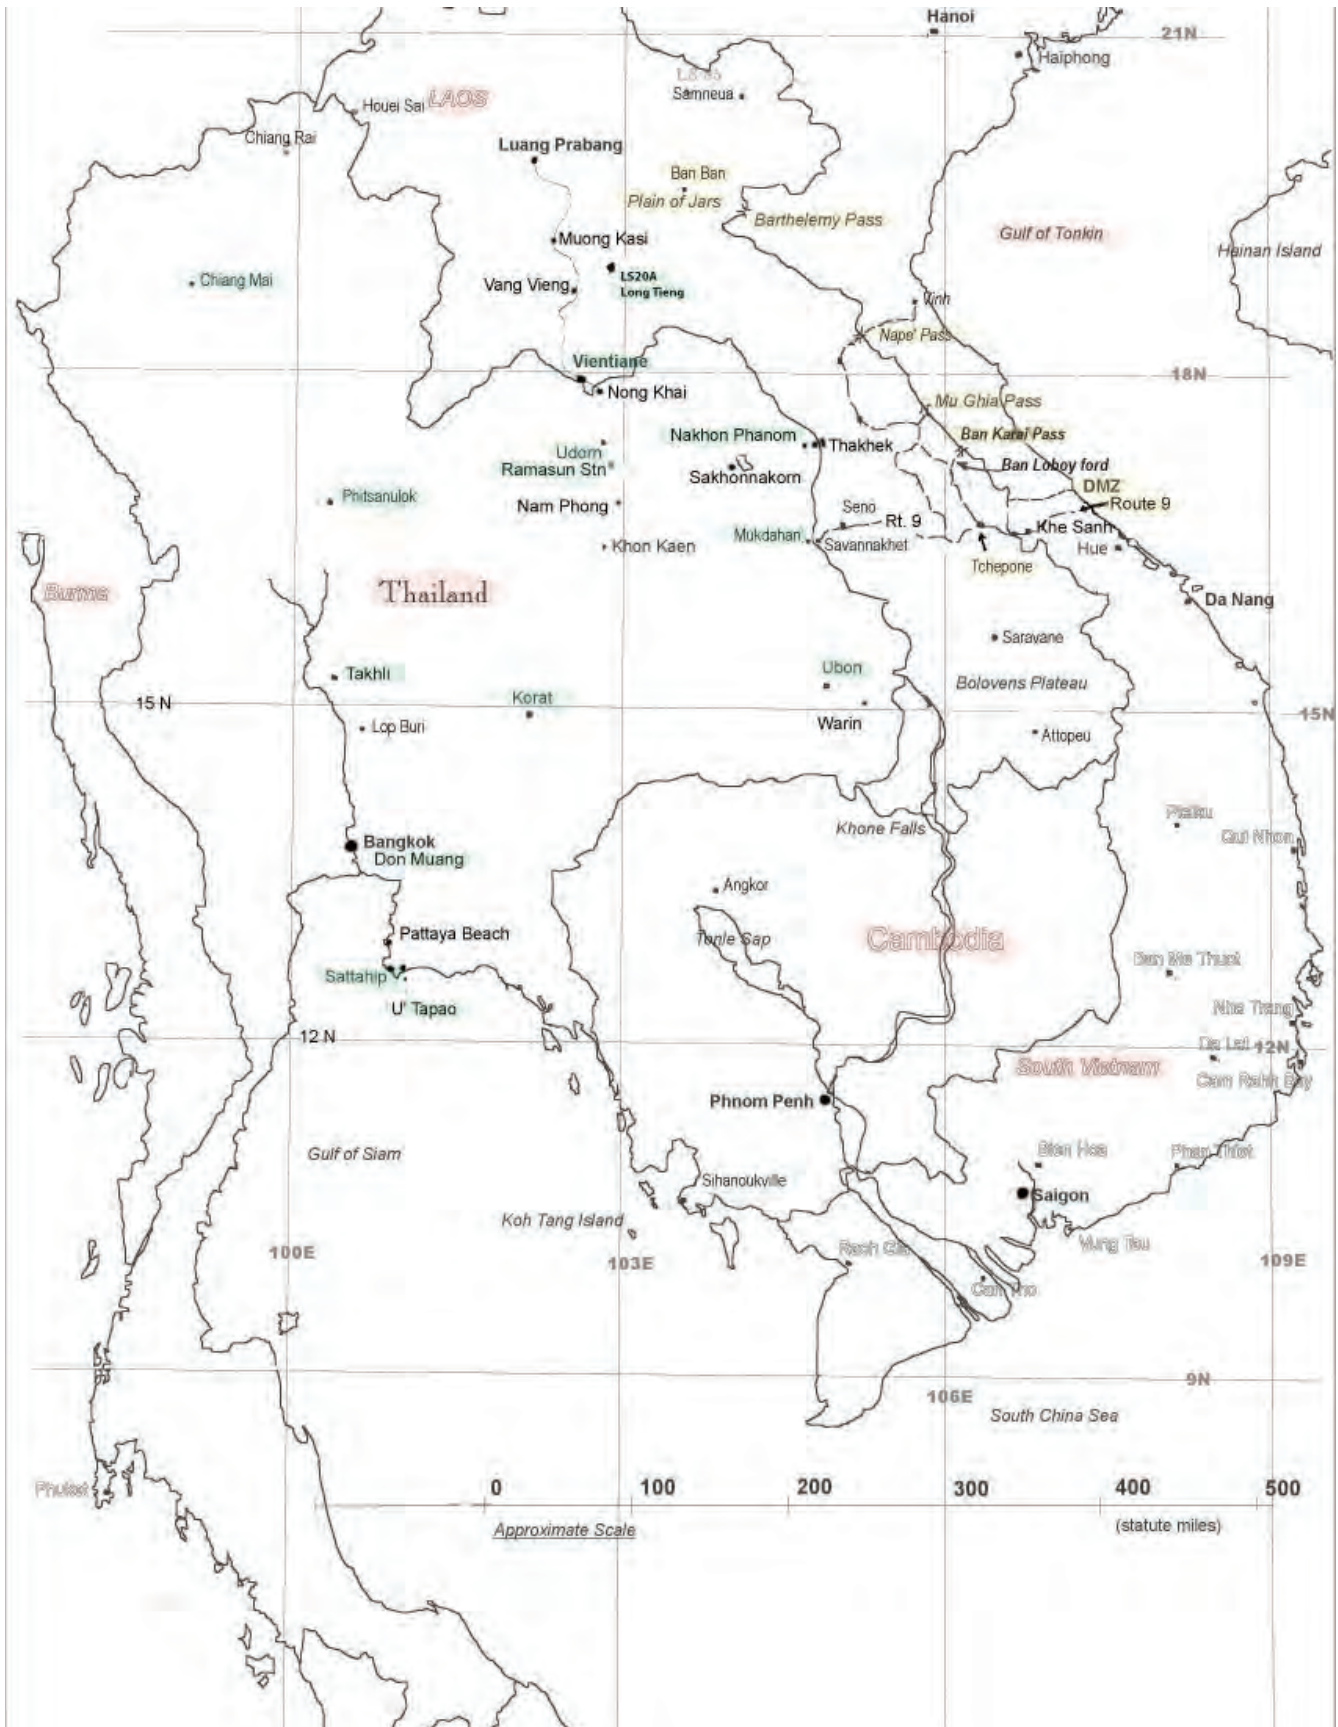 Hanoi
21N
Haiphong
LS-85
Samneua
Houei Sai
LAOS
Chiang Rai
Luang Prabang
Ban Ban
Plain of Jars
Barthelemy Pass
Gulf of Tonkin
Hainan Island
Muong Kasi
LS20A
Long Tieng
Chiang Mai
Vang Vieng
Vinh
Nape' Pass
Vientiane
18N
Nong Khai
Mu Ghia Pass
Nakhon Phanom
Thakhek
Ban Karai Pass
Udorn
Ramasun Stn
Sakhonnakorn
Ban Loboy ford
DMZ
Phitsanulok
Nam Phong
Seno
Route 9
Rt. 9
Khe Sanh
Mukdahan
Savannakhet
Hue
Khon Kaen
Tchepone
Burma
Thailand
Da Nang
Saravane
Takhli
Ubon
Korat
Bolovens Plateau
15 N
15N
Lop Buri
Warin
Attopeu
Pleiku
Khone Falls
Qui Nhon
Bangkok
Don Muang
Angkor
Pattaya Beach
Tonle Sap
Cambodia
Ban Me Thuot
Sattahip
U' Tapao
Nha Trang
12 N
Da Lat
12N
South Vietnam
Cam Rahn Bay
Phnom Penh
Gulf of Siam
Bien Hoa
Phan Thiet
Sihanoukville
Saigon
Koh Tang Island
Vung Tau
Rach Gia
100E
103E
109E
Can Tho
9N
106E
South China Sea
Phuket
0 100 200 300 400 500
Approximate Scale
(statute miles)